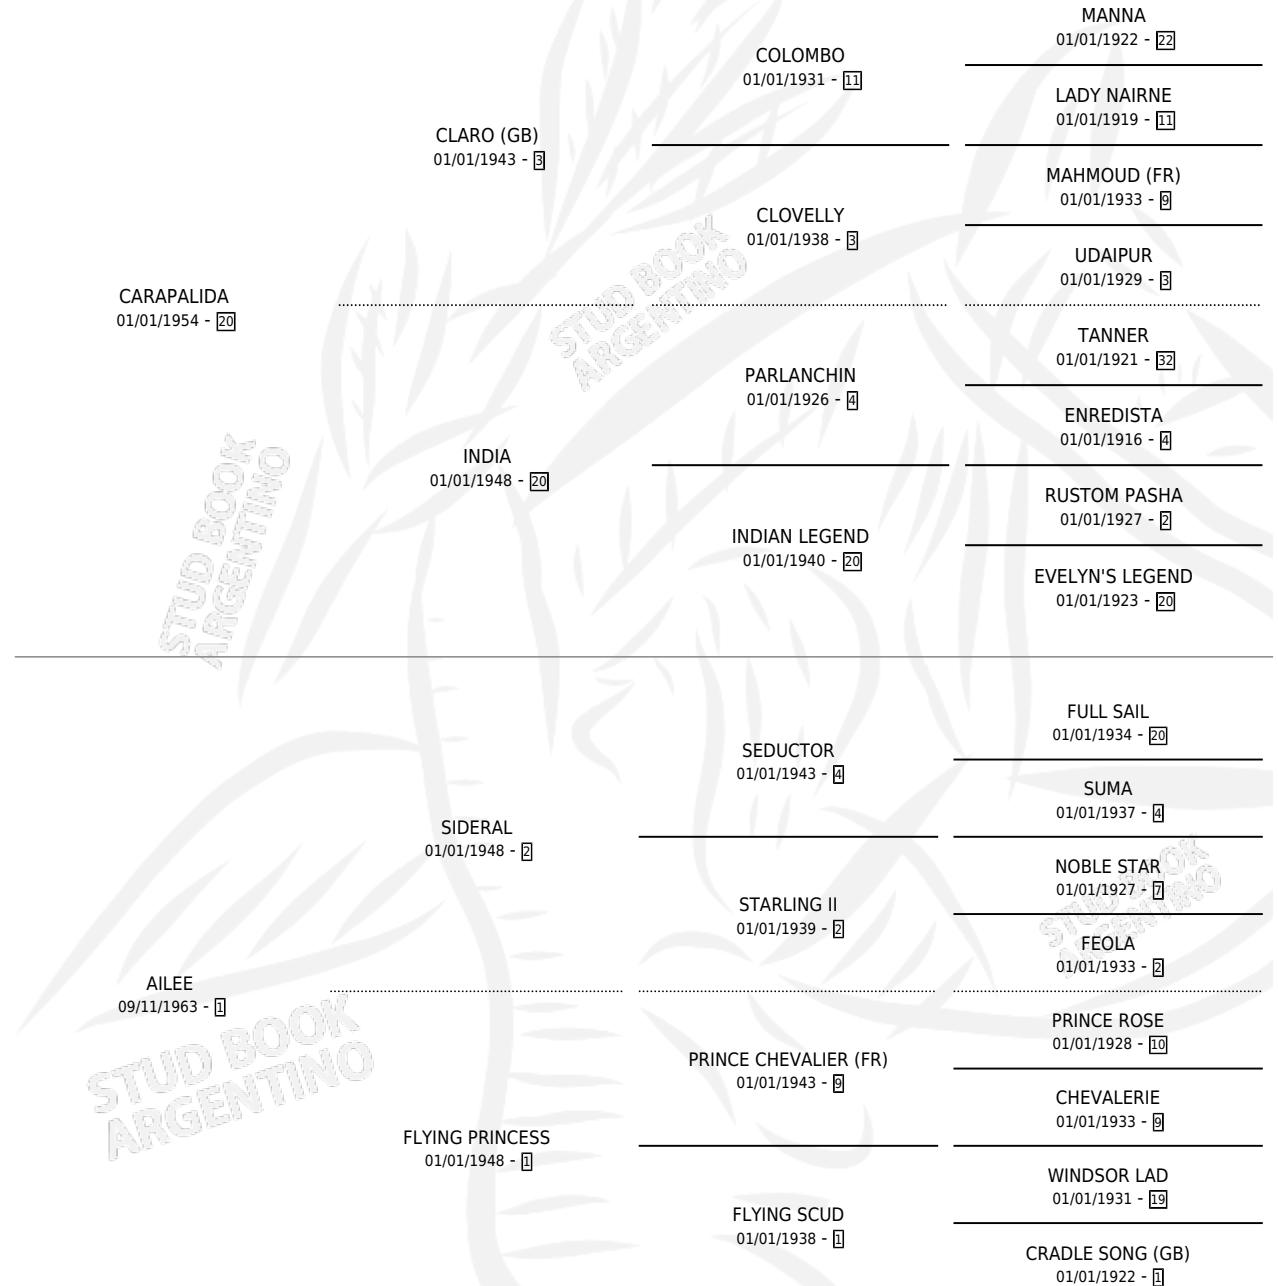 MANNA
01/01/1922 - 22
COLOMBO
01/01/1931 - 11
LADY NAIRNE
01/01/1919 - 11
CLARO (GB)
01/01/1943 - 3
MAHMOUD (FR)
01/01/1933 - 9
CLOVELLY
01/01/1938 - 3
UDAIPUR
01/01/1929 - 3
CARAPALIDA
01/01/1954 - 20
STUD BOOK
ARGENTINO
TANNER
01/01/1921 - 32
PARLANCHIN
01/01/1926 - 4
ENREDISTA
01/01/1916 - 4
INDIA
01/01/1948 - 20
RUSTOM PASHA
01/01/1927 - 2
INDIAN LEGEND
01/01/1940 - 20
EVELYN'S LEGEND
01/01/1923 - 20
STUD BOOK
ARGENTINO
FULL SAIL
01/01/1934 - 20
SEDUCTOR
01/01/1943 - 4
SUMA
01/01/1937 - 4
SIDERAL
01/01/1948 - 2
NOBLE STAR
01/01/1927 - 7
STARLING II
01/01/1939 - 2
STUD BOOK
ARGENTINO
FEOLA
01/01/1933 - 2
AILEE
09/11/1963 - 1
PRINCE ROSE
01/01/1928 - 10
STUD BOOK
ARGENTINO
PRINCE CHEVALIER (FR)
01/01/1943 - 9
CHEVALERIE
01/01/1933 - 9
FLYING PRINCESS
01/01/1948 - 1
WINDSOR LAD
01/01/1931 - 19
FLYING SCUD
01/01/1938 - 1
CRADLE SONG (GB)
01/01/1922 - 1